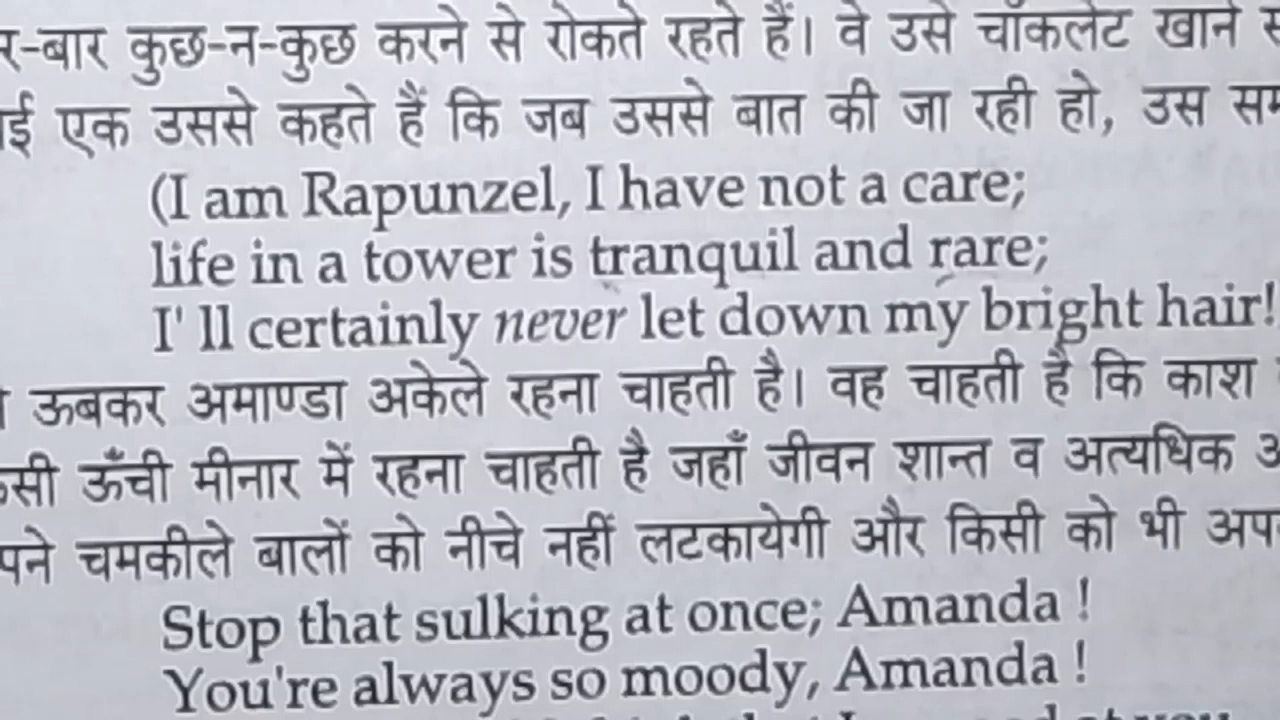 र-बार कुछ-न-कुछ करने से रोकते रहते हैं। वे उसे चॉकलेट खाने
एक उससे कहते हैं कि जब उससे बात की जा रही हो, उस
(I am Rapunzel, I have not a care;
life in a tower is tranquil and rare;
I' ll certainly never let down my bright hair!
ऊबकर अमाण्डा अकेले रहना चाहती है। वह चाहती है कि काश
ऊँची मीनार में रहना चाहती है जहाँ जीवन शान्त व अत्यधिक
चमकीले बालों को नीचे नहीं लटकायेगी और किसी को भी
Stop that sulking at once; Amanda !
You're always so moody, Amanda !